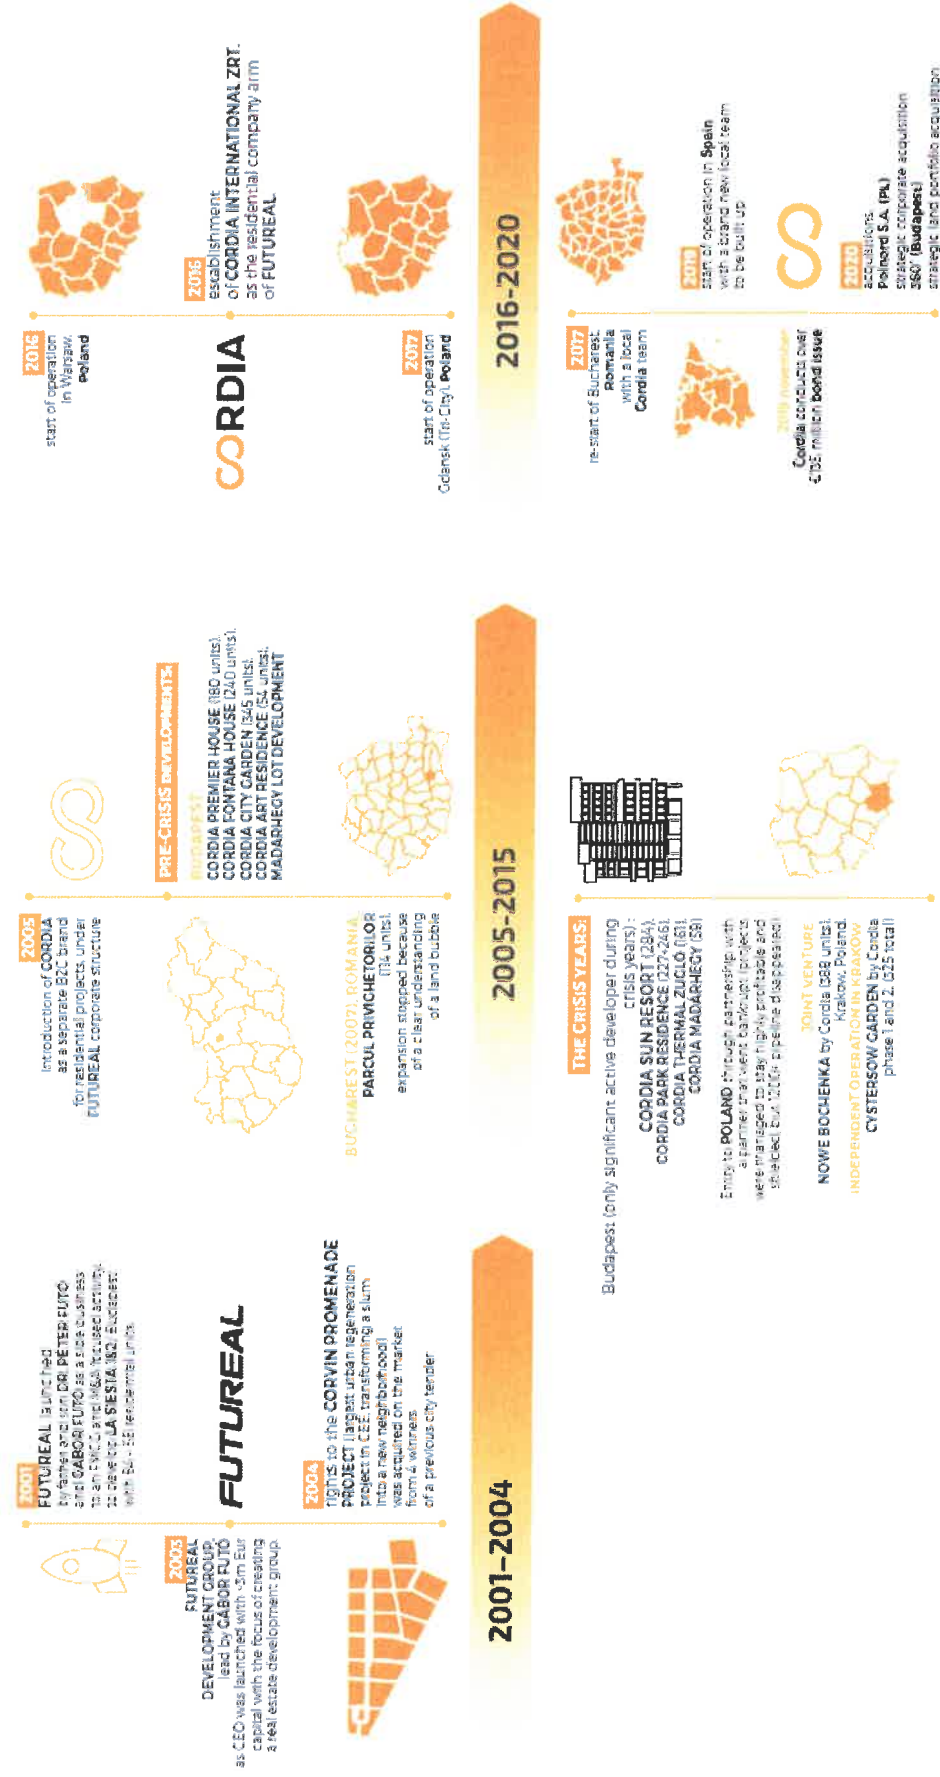 2001
FUTUREAL launched
by father and son DR. PÉTER FUTÓ
and GÁBOR FUTÓ as a side business
to an FMCG and M&A focused activity,
to develop LA SIESTA 1&2, Budapest
residential units
2003
FUTUREAL
DEVELOPMENT GROUP,
lead by GÁBOR FUTÓ
as CEO was launched with
capital with the focus of creating
a real estate development group.
FUTUREAL
2004
rights to the CORVIN PROMENADE
PROJECT (largest urban regeneration
project in CEE, transforming a slum
into a new neighborhood)
was acquired on the market
from 4 winners
of a previous city tender
2001–2004
2005
Introduction of CORDIA
as a separate B2C brand
for residential projects, under
FUTUREAL corporate structure
PRE-CRISIS DEVELOPMENTS:
BUDAPEST
CORDIA PREMIER HOUSE (180 units),
CORDIA FONTANA HOUSE (240 units),
CORDIA CITY GARDEN (345 units),
CORDIA ART RESIDENCE (54 units),
MADARHEGY LOT DEVELOPMENT
BUCHAREST (2007), ROMANIA:
PARCUL PRIVIGHETORILOR
(114 units),
expansion stopped because
of a clear understanding
of a land bubble
2005-2015
THE CRISIS YEARS:
Budapest (only significant active developer during
crisis years):
CORDIA SUN RESORT (284),
CORDIA PARK RESIDENCE (227+246),
CORDIA THERMAL ZUGLO, (161),
CORDIA MADARHEGY (59)
Entry to POLAND through partnership with
a partner that went bankrupt (projects
were managed to stay highly profitable and
shielded, but 1200+ pipeline disappeared)
JOINT VENTURE
NOWE BOCHENKA by Cordia (388 units),
Krakow, Poland.
INDEPENDENT OPERATION IN KRAKOW
CYSTERSOW GARDEN by Cordia
phase 1 and 2. (325 total)
2016
start of operation
in Warsaw,
Poland
2016
establishment
of CORDIA INTERNATIONAL ZRT.
as the residential company arm
of FUTUREAL
CORDIA
2017
start of operation
Gdansk (Tri-City), Poland
2016-2020
2017
re-start of Bucharest,
Romania
with a local
Cordia team
2019
start of operation in Spain
with a brand new local team
to be built up
2019 november
Cordia conducts over
million bond issue
2020
acquisitions:
Polnord S.A. (PL)
strategic corporate acquisition
360° (Budapest)
strategic land portfolio acquisition